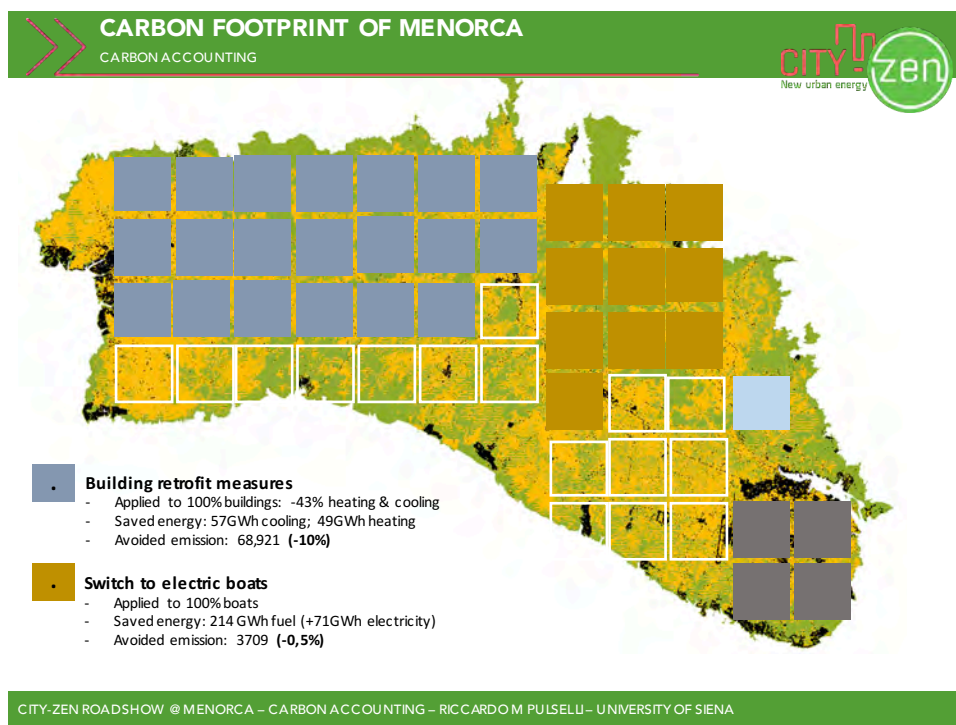 CARBON FOOTPRINT OF MENORCA
CARBON ACCOUNTING
CITY
zen
New urban energy
. Building retrofit measures
- Applied to 100% buildings: -43% heating & cooling
- Saved energy: 57GWh cooling; 49GWh heating
- Avoided emission: 68,921 (-10%)
. Switch to electric boats
- Applied to 100% boats
- Saved energy: 214 GWh fuel (+71GWh electricity)
- Avoided emission: 3709 (-0,5%)
CITY-ZEN ROADSHOW @ MENORCA – CARBON ACCOUNTING – RICCARDO M PULSELLI– UNIVERSITY OF SIENA